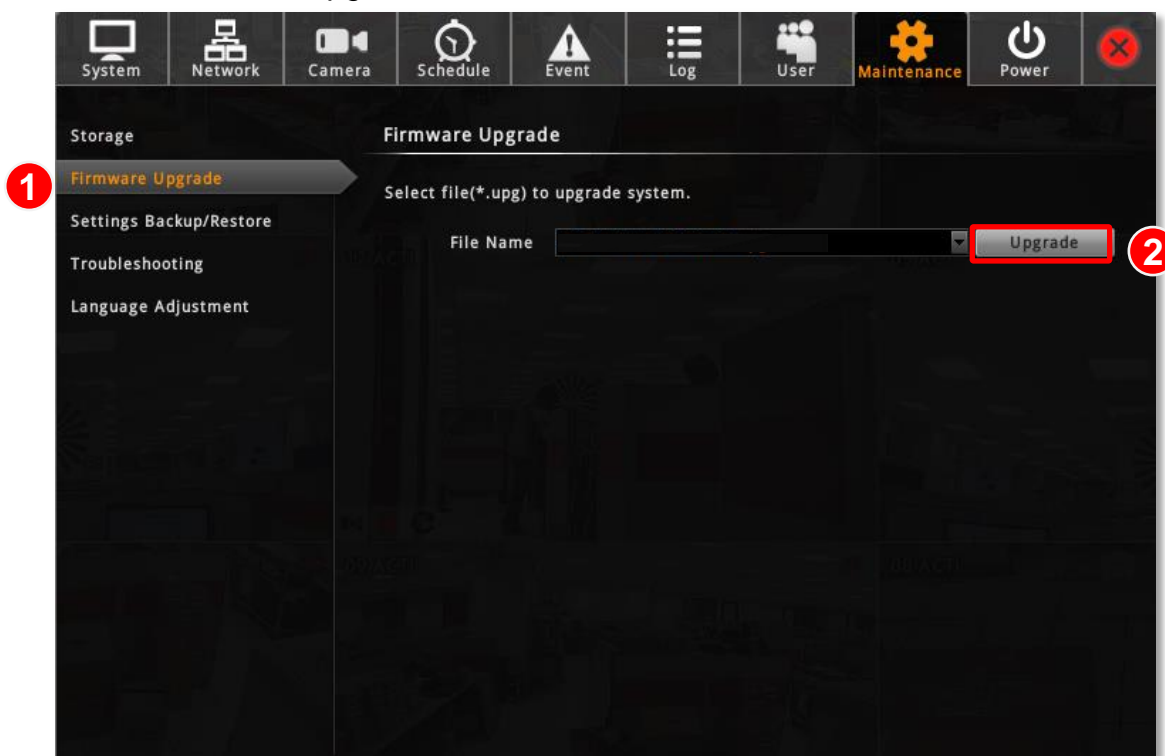 System Network Camera Schedule Event Log User Maintenance Power
Storage
Firmware Upgrade
1
Firmware Upgrade
Select file(*.upg) to upgrade system.
Settings Backup/Restore
File Name
Upgrade
2
Troubleshooting
Language Adjustment